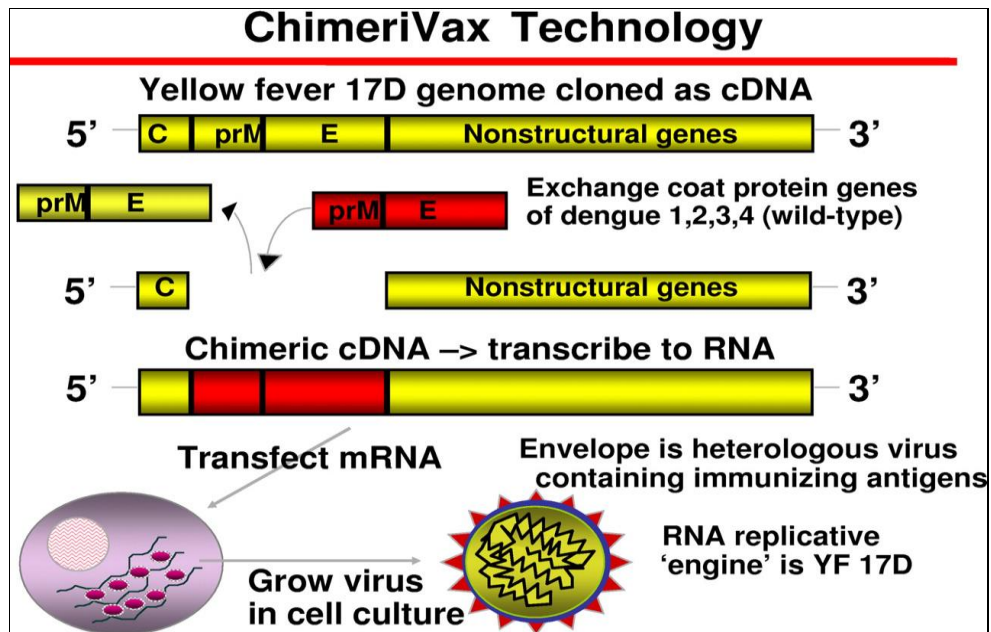 ChimeriVax Technology
Yellow fever 17D genome cloned as cDNA
5’ C prM E Nonstructural genes 3’
prM E prM E
Exchange coat protein genes
of dengue 1,2,3,4 (wild-type)
5’ C Nonstructural genes 3’
Chimeric cDNA –> transcribe to RNA
5’ 3’
Transfect mRNA
Envelope is heterologous virus
containing immunizing antigens
RNA replicative
‘engine’ is YF 17D
Grow virus
in cell culture